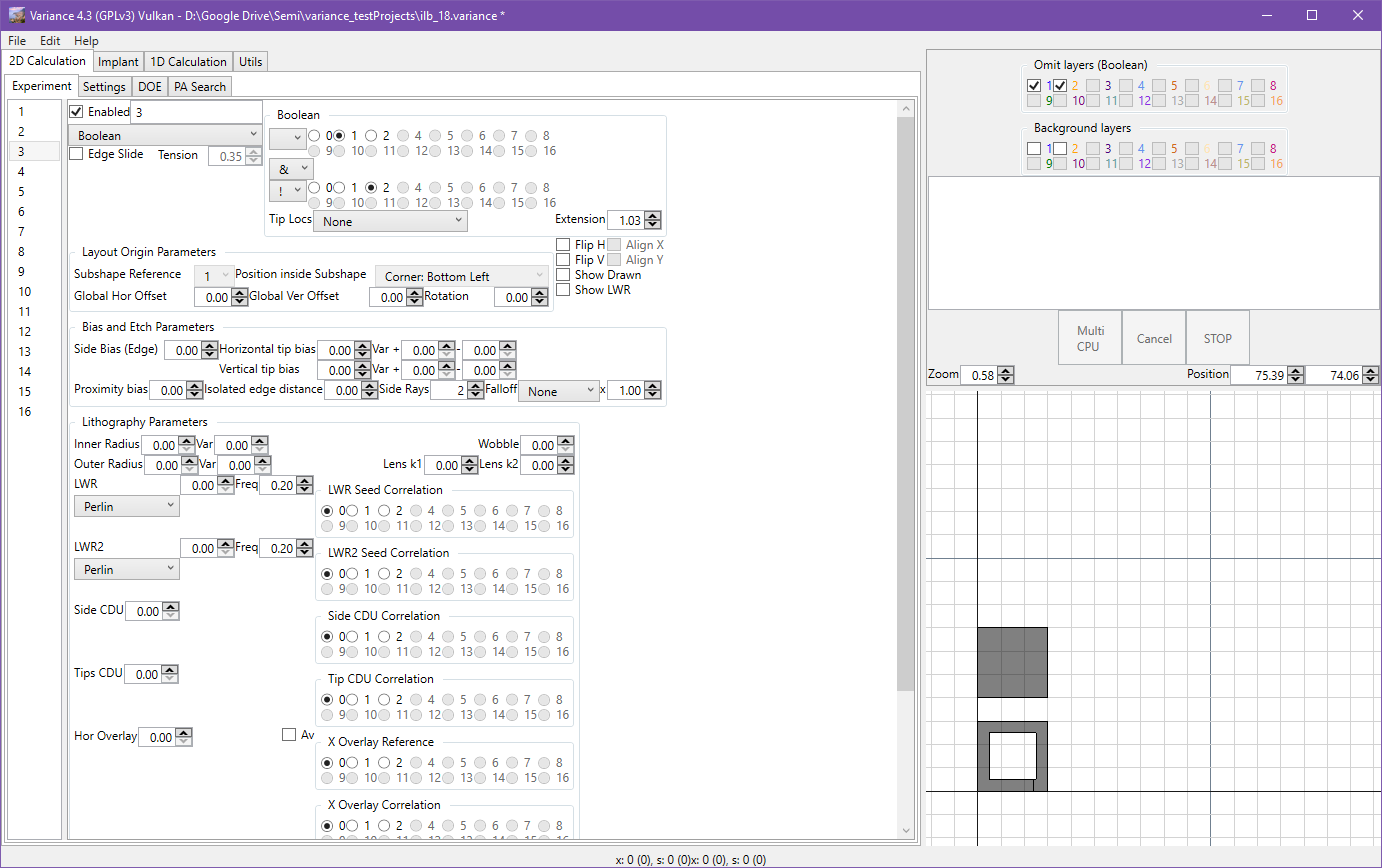 Variance 4.3 (GPLv3) Vulkan - D:\Google Drive\Semi\variance_testProjects\ilb_18.variance *
File Edit Help
2D Calculation Implant 1D Calculation Utils
Experiment Settings DOE PA Search
1
2
3
4
5
6
7
8
9
10
11
12
13
14
15
16
Enabled 3
Boolean
Edge Slide Tension 0.35
Boolean
0 1 2 4 5 6 7 8
9 10 11 12 13 14 15 16
&
! 0 1 2 4 5 6 7 8
9 10 11 12 13 14 15 16
Tip Locs None Extension 1.03
Layout Origin Parameters
Subshape Reference 1 Position inside Subshape Corner: Bottom Left
Global Hor Offset 0.00 Global Ver Offset 0.00 Rotation 0.00
Flip H Align X
Flip V Align Y
Show Drawn
Show LWR
Bias and Etch Parameters
Side Bias (Edge) 0.00 Horizontal tip bias 0.00 Var + 0.00 - 0.00
Vertical tip bias 0.00 Var + 0.00 - 0.00
Proximity bias 0.00 Isolated edge distance 0.00 Side Rays 2 Falloff None x 1.00
Lithography Parameters
Inner Radius 0.00 Var 0.00 Wobble 0.00
Outer Radius 0.00 Var 0.00 Lens k1 0.00 Lens k2 0.00
LWR 0.00 Freq 0.20
Perlin
LWR Seed Correlation
0 1 2 4 5 6 7 8
9 10 11 12 13 14 15 16
LWR2 0.00 Freq 0.20
Perlin
LWR2 Seed Correlation
0 1 2 4 5 6 7 8
9 10 11 12 13 14 15 16
Side CDU 0.00
Side CDU Correlation
0 1 2 4 5 6 7 8
9 10 11 12 13 14 15 16
Tips CDU 0.00
Tip CDU Correlation
0 1 2 4 5 6 7 8
9 10 11 12 13 14 15 16
Hor Overlay 0.00 Av
X Overlay Reference
0 1 2 4 5 6 7 8
9 10 11 12 13 14 15 16
X Overlay Correlation
0 1 2 4 5 6 7 8
9 10 11 12 13 14 15 16
Omit layers (Boolean)
1 2 3 4 5 6 7 8
9 10 11 12 13 14 15 16
Background layers
1 2 3 4 5 6 7 8
9 10 11 12 13 14 15 16
Multi
CPU
Cancel
STOP
Zoom 0.58 Position 75.39 74.06
x: 0 (0), s: 0 (0)x: 0 (0), s: 0 (0)